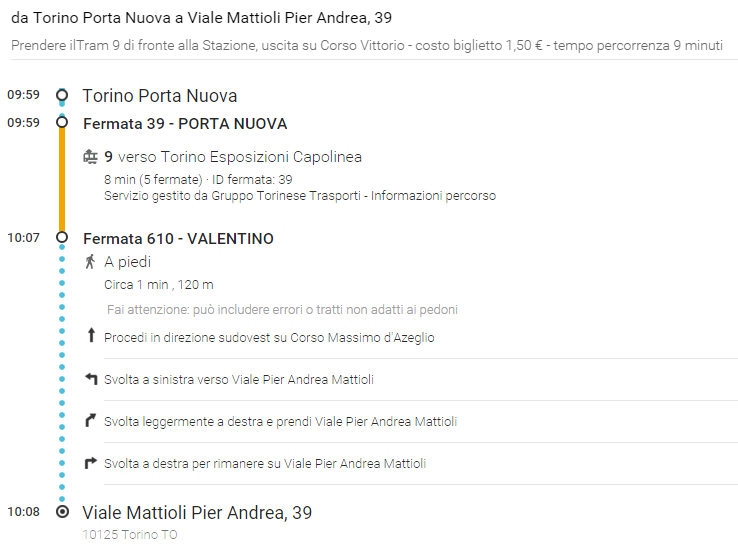 da Torino Porta Nuova a Viale Mattioli Pier Andrea, 39
Prendere ilTram 9 di fronte alla Stazione, uscita su Corso Vittorio - costo biglietto 1,50 € - tempo percorrenza 9 minuti
09:59 Torino Porta Nuova
09:59 Fermata 39 - PORTA NUOVA
9 verso Torino Esposizioni Capolinea
8 min (5 fermate) · ID fermata: 39
Servizio gestito da Gruppo Torinese Trasporti - Informazioni percorso
10:07 Fermata 610 - VALENTINO
A piedi
Circa 1 min , 120 m
Fai attenzione: può includere errori o tratti non adatti ai pedoni
Procedi in direzione sudovest su Corso Massimo d'Azeglio
Svolta a sinistra verso Viale Pier Andrea Mattioli
Svolta leggermente a destra e prendi Viale Pier Andrea Mattioli
Svolta a destra per rimanere su Viale Pier Andrea Mattioli
10:08 Viale Mattioli Pier Andrea, 39
10125 Torino TO